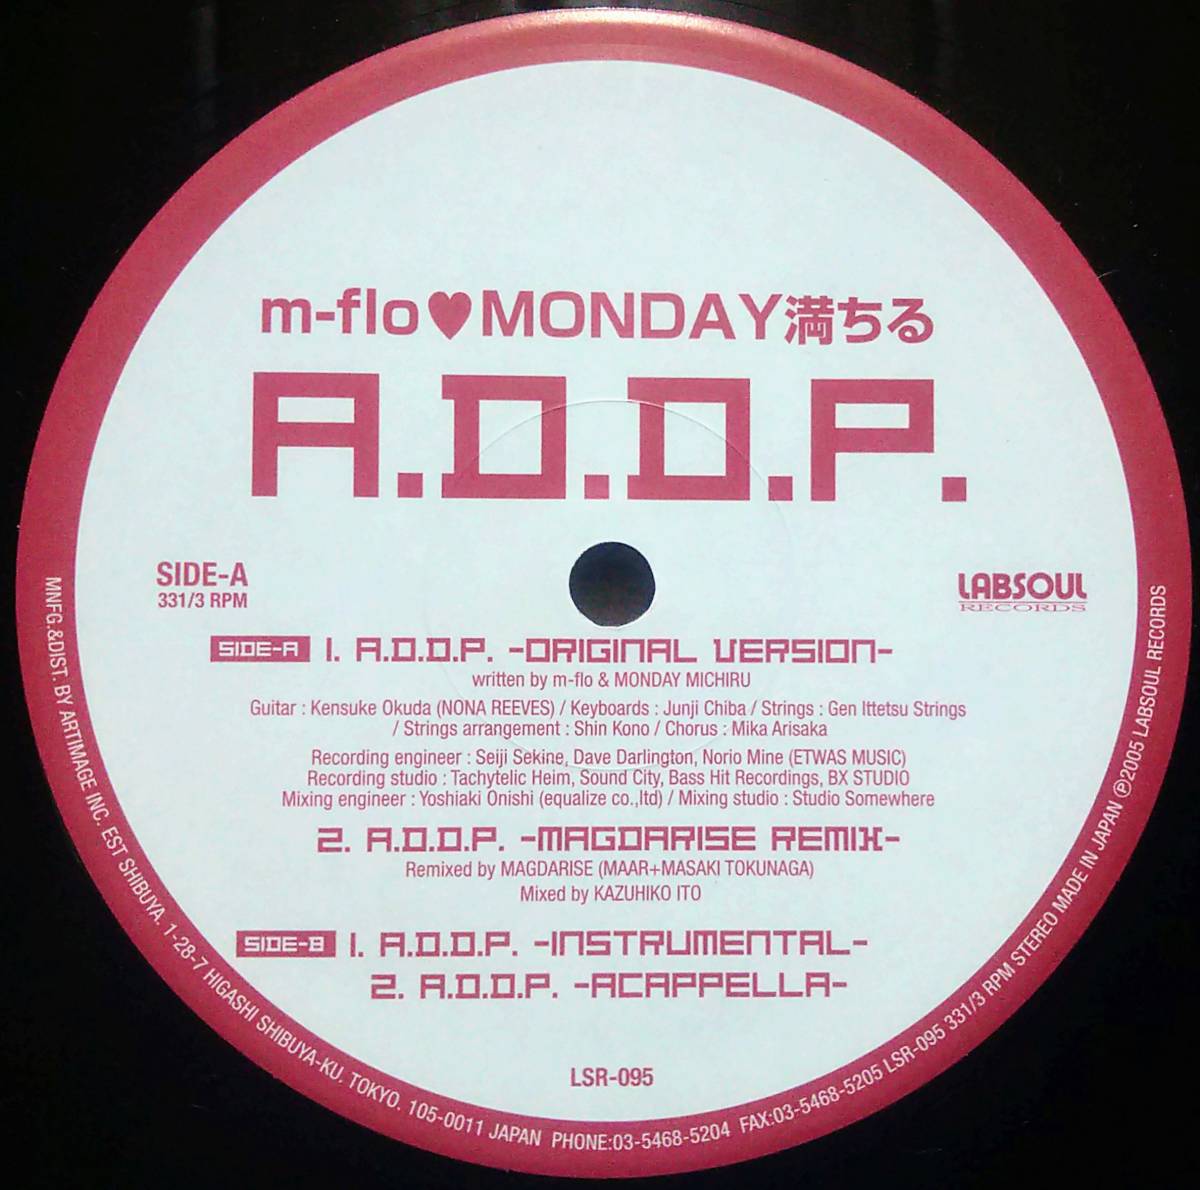 m-flo♥MONDAY満ちる
A.D.D.P.
SIDE-A
331/3 RPM
LABSOUL
RECORDS
SIDE-A 1. A.D.D.P. -ORIGINAL VERSION-
written by m-flo & MONDAY MICHIRU
Guitar : Kensuke Okuda (NONA REEVES) / Keyboards : Junji Chiba / Strings : Gen Ittetsu Strings
/ Strings arrangement : Shin Kono / Chorus : Mika Arisaka
Recording engineer : Seiji Sekine, Dave Darlington, Norio Mine (ETWAS MUSIC)
Recording studio : Tachytelic Heim, Sound City, Bass Hit Recordings, BX STUDIO
Mixing engineer : Yoshiaki Onishi (equalize co.,ltd) / Mixing studio : Studio Somewhere
2. A.D.D.P. -MAGDARISE REMIX-
Remixed by MAGDARISE (MAAR+MASAKI TOKUNAGA)
Mixed by KAZUHIKO ITO
SIDE-B 1. A.D.D.P. -INSTRUMENTAL-
2. A.D.D.P. -ACAPPELLA-
LSR-095
MNFG.&DIST. BY ARTIMAGE INC. EST SHIBUYA. 1-28-7 HIGASHI SHIBUYA-KU, TOKYO. 105-0011 JAPAN PHONE:03-5468-5204 FAX:03-5468-5205 LSR-095 331/3 RPM STEREO MADE IN JAPAN ℗2005 LABSOUL RECORDS